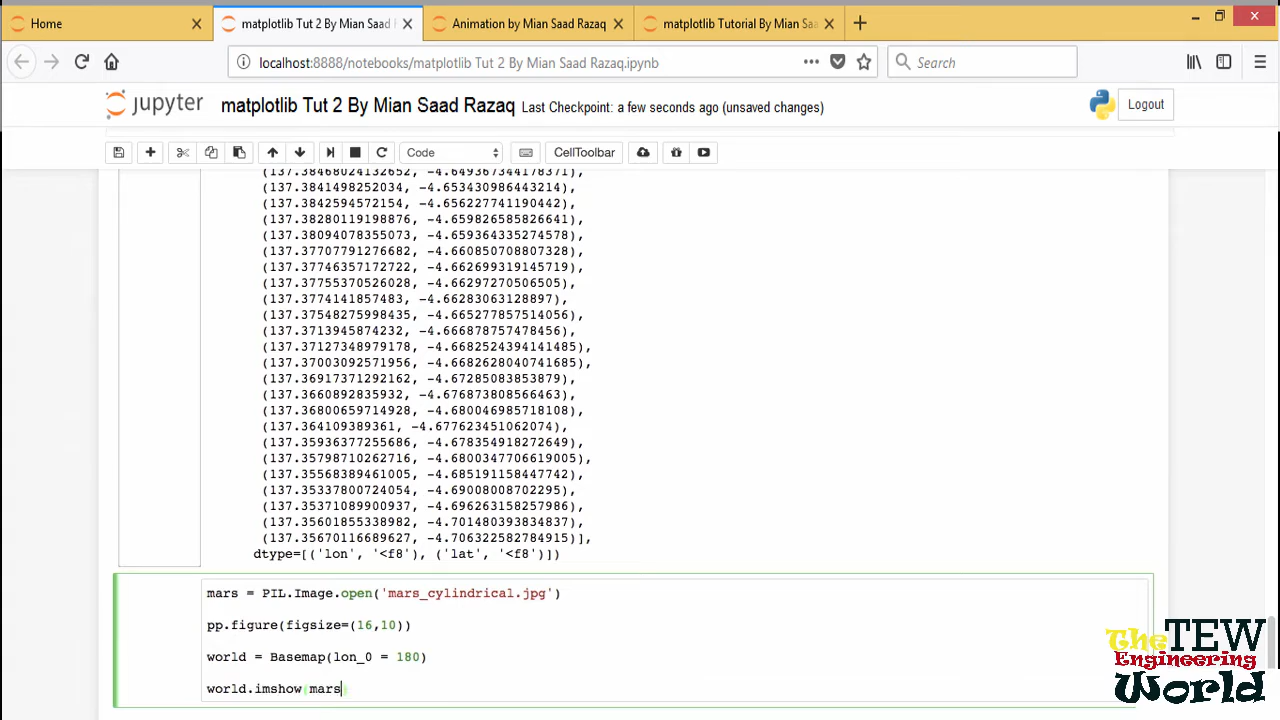 Home
matplotlib Tut 2 By Mian Saad
Animation by Mian Saad Razaq
matplotlib Tutorial By Mian Sa
localhost:8888/notebooks/matplotlib Tut 2 By Mian Saad Razaq.ipynb
Search
jupyter
matplotlib Tut 2 By Mian Saad Razaq Last Checkpoint: a few seconds ago (unsaved changes)
Logout
Code
CellToolbar
(137.38468024132652, -4.649367344178371),
(137.3841498252034, -4.653430986443214),
(137.3842594572154, -4.656227741190442),
(137.38280119198876, -4.659826585826641),
(137.38094078355073, -4.659364335274578),
(137.37707791276682, -4.660850708807328),
(137.37746357172722, -4.662699319145719),
(137.37755370526028, -4.66297270506505),
(137.3774141857483, -4.66283063128897),
(137.37548275998435, -4.665277857514056),
(137.3713945874232, -4.666878757478456),
(137.37127348979178, -4.6682524394141485),
(137.37003092571956, -4.6682628040741685),
(137.36917371292162, -4.67285083853879),
(137.3660892835932, -4.676873808566463),
(137.36800659714928, -4.680046985718108),
(137.364109389361, -4.677623451062074),
(137.35936377255686, -4.678354918272649),
(137.35798710262716, -4.6800347706619005),
(137.35568389461005, -4.685191158447742),
(137.35337800724054, -4.69008008702295),
(137.35371089900937, -4.696263158257986),
(137.35601855338982, -4.701480393834837),
(137.35670116689627, -4.706322582784915)],
dtype=[('lon', '<f8'), ('lat', '<f8')])
mars = PIL.Image.open('mars_cylindrical.jpg')
pp.figure(figsize=(16,10))
world = Basemap(lon_0 = 180)
world.imshow(mars)
The TEW
Engineering
World